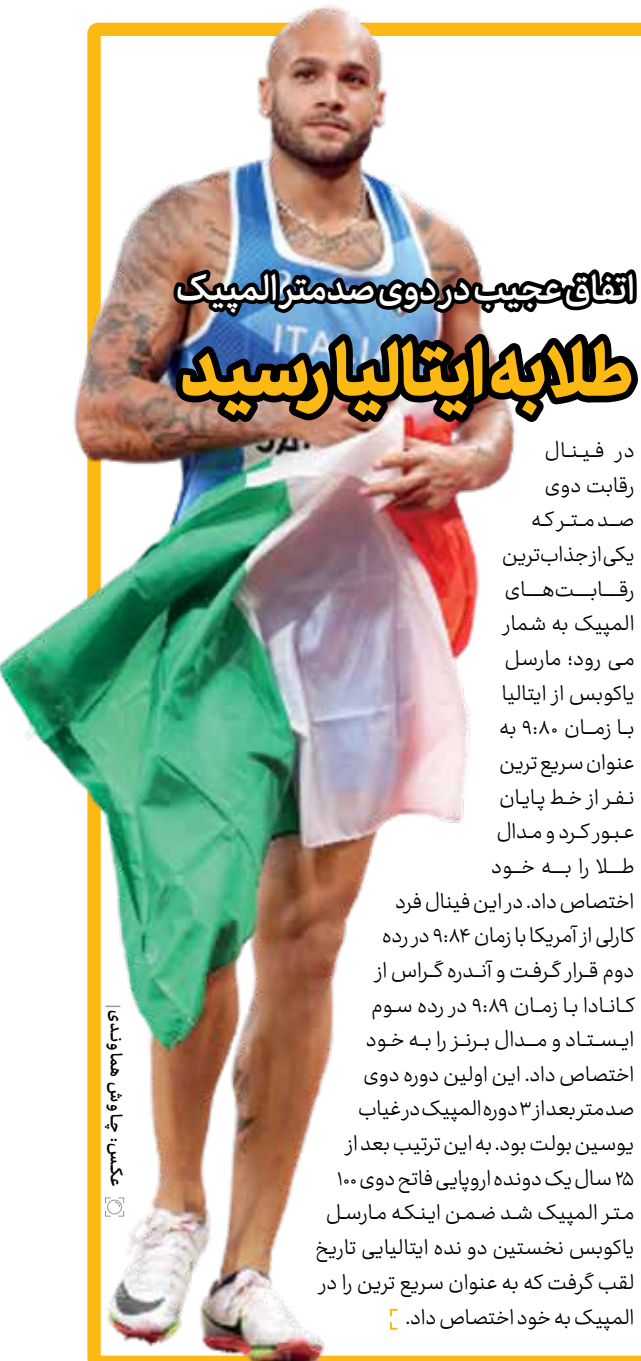 اتفاق عجیب در دوی صدمتر المپیک
طلا به ایتالیا رسید
ITAL
در فینال
رقابت دوی
صدمتر که
یکی از جذاب‌ترین
رقابت‌های
المپیک به شمار
می رود؛ مارسل
یاکوبس از ایتالیا
با زمان ۹:۸۰ به
عنوان سریع ترین
نفر از خط پایان
عبور کرد و مدال
طلا را به خود
اختصاص داد. در این فینال فرد
کارلی از آمریکا با زمان ۹:۸۴ در رده
دوم قرار گرفت و آندره گراس از
کانادا با زمان ۹:۸۹ در رده سوم
ایستاد و مدال برنز را به خود
اختصاص داد. این اولین دوره دوی
صدمتر بعد از ۳ دوره المپیک در غیاب
یوسین بولت بود. به این ترتیب بعد از
۲۵ سال یک دونده اروپایی فاتح دوی ۱۰۰
متر المپیک شد ضمن اینکه مارسل
یاکوبس نخستین دو نده ایتالیایی تاریخ
لقب گرفت که به عنوان سریع ترین را در
المپیک به خود اختصاص داد.
عکس: چاوش هماوندی|